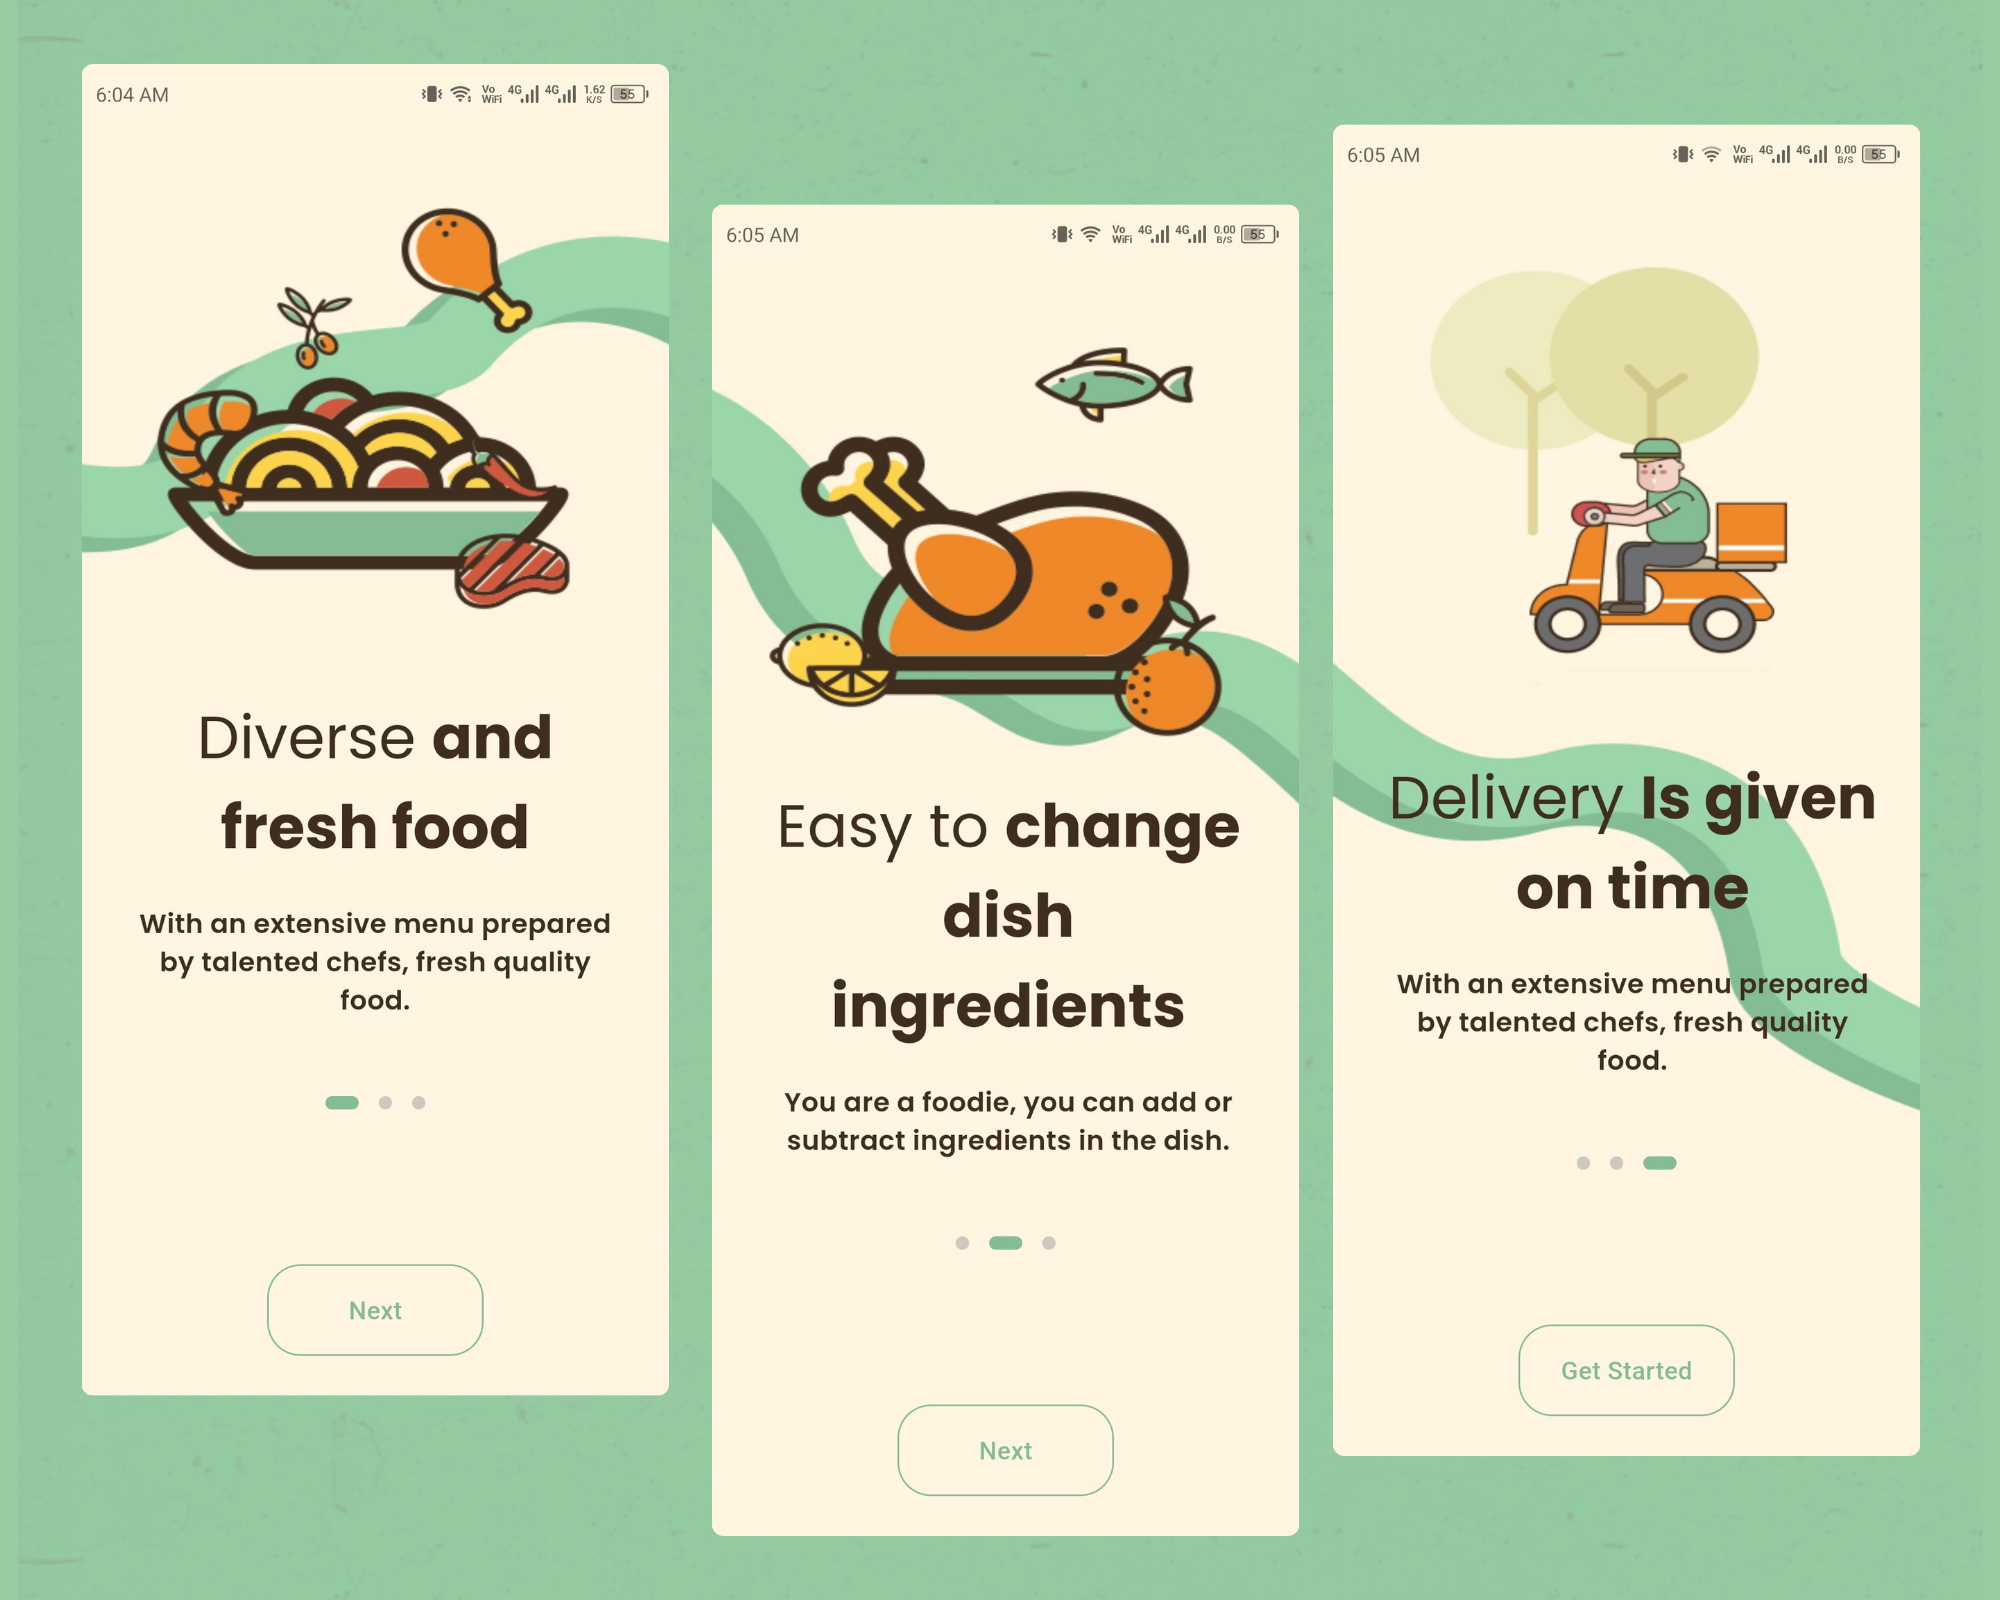 6:04 AM
Vo WiFi 4G 4G 1.62 K/S 55
Diverse and
fresh food
With an extensive menu prepared
by talented chefs, fresh quality
food.
Next
6:05 AM
Vo WiFi 4G 4G 0.00 B/S 55
Easy to change
dish
ingredients
You are a foodie, you can add or
subtract ingredients in the dish.
Next
6:05 AM
Vo WiFi 4G 4G 0.00 B/S 55
Delivery Is given
on time
With an extensive menu prepared
by talented chefs, fresh quality
food.
Get Started